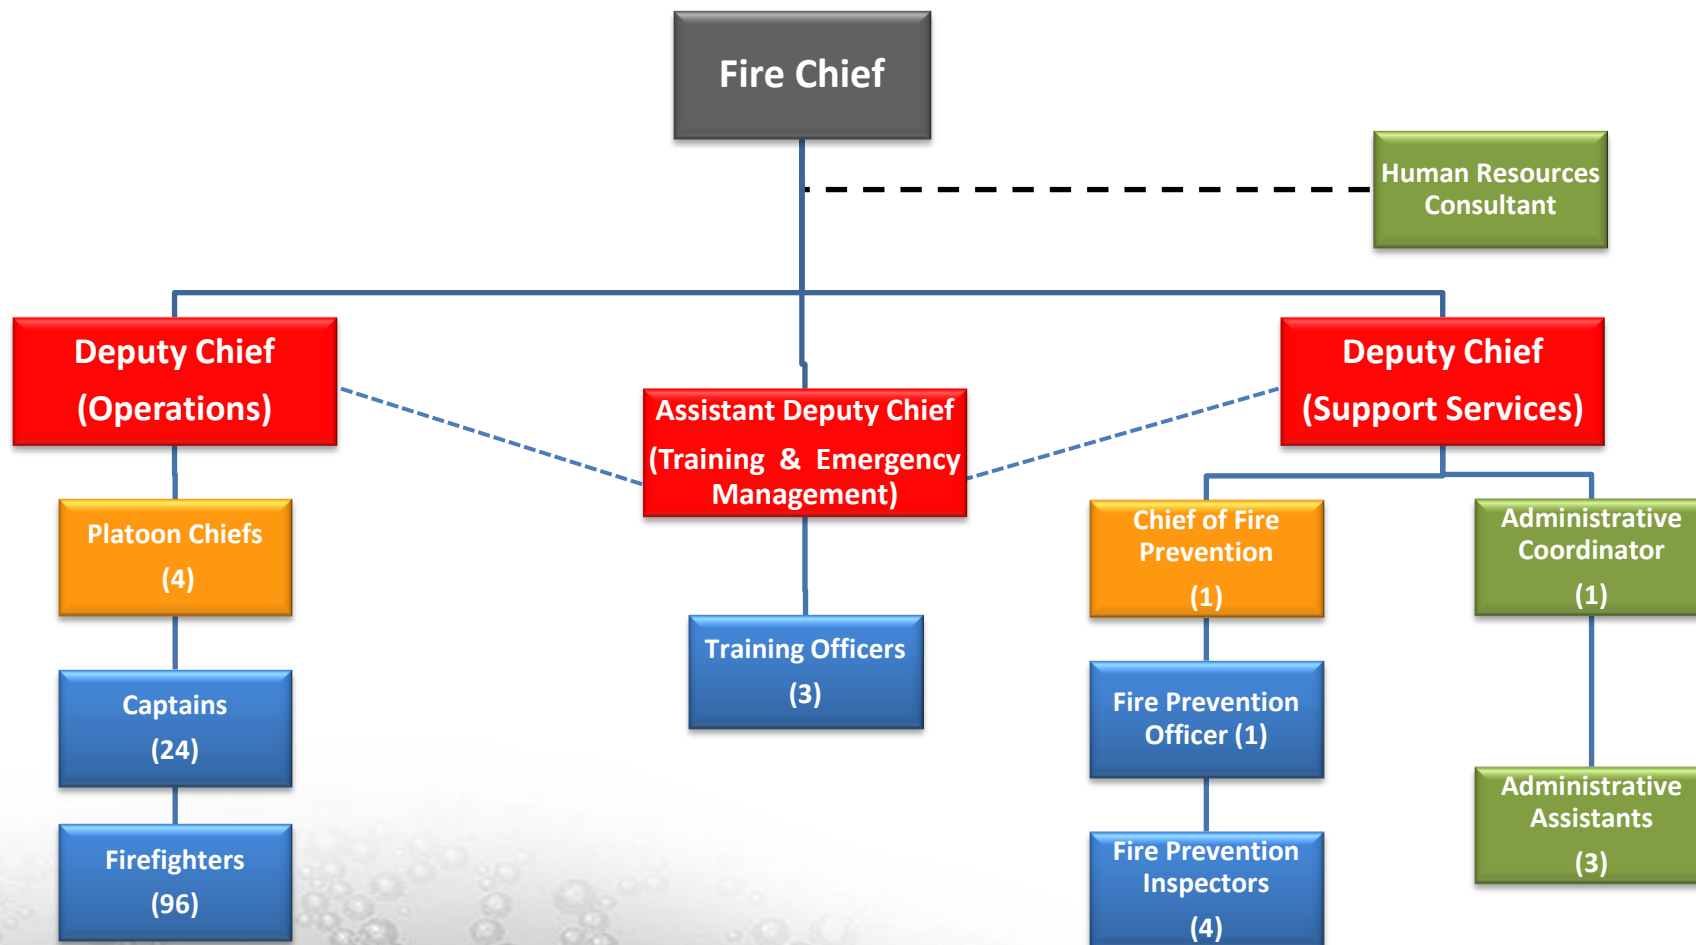 Fire Chief
Human Resources
Consultant
Deputy Chief
(Operations)
Assistant Deputy Chief
(Training & Emergency
Management)
Deputy Chief
(Support Services)
Platoon Chiefs
(4)
Captains
(24)
Firefighters
(96)
Training Officers
(3)
Chief of Fire
Prevention
(1)
Fire Prevention
Officer (1)
Fire Prevention
Inspectors
(4)
Administrative
Coordinator
(1)
Administrative
Assistants
(3)